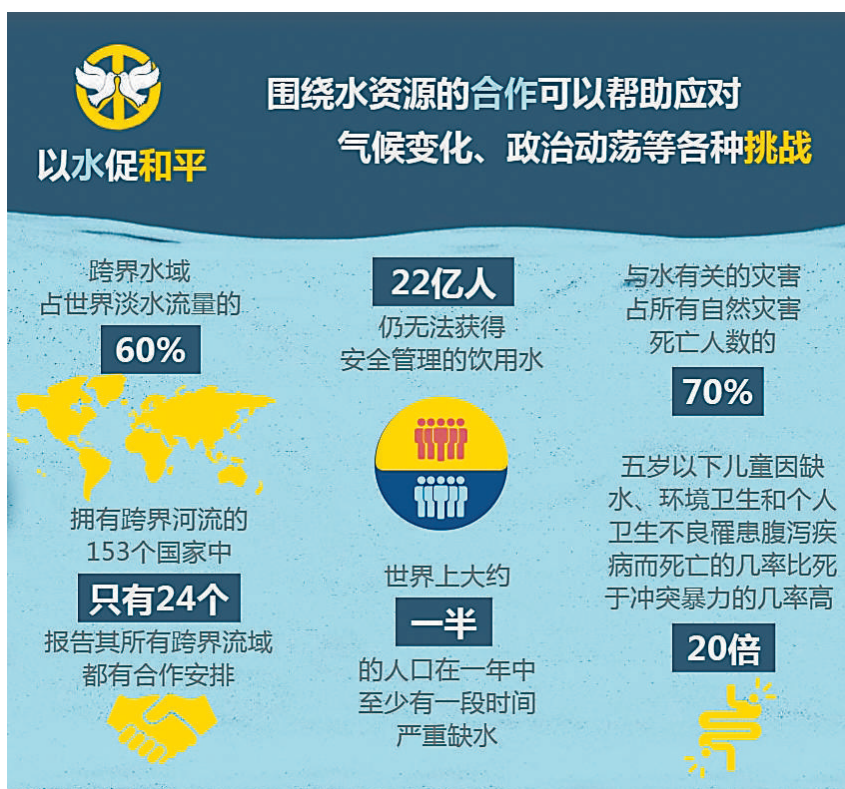 以水促和平
围绕水资源的合作可以帮助应对
气候变化、政治动荡等各种挑战
跨界水域
占世界淡水流量的
60%
拥有跨界河流的
153个国家中
只有24个
报告其所有跨界流域
都有合作安排
22亿人
仍无法获得
安全管理的饮用水
世界上大约
一半
的人口在一年中
至少有一段时间
严重缺水
与水有关的灾害
占所有自然灾害
死亡人数的
70%
五岁以下儿童因缺
水、环境卫生和个人
卫生不良罹患腹泻疾
病而死亡的几率比死
于冲突暴力的几率高
20倍